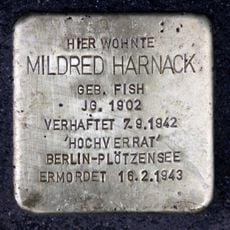 HIER WOHNTE
MILDRED HARNACK
GEB. FISH
JG. 1902
VERHAFTET 7.9.1942
'HOCHVERRAT'
BERLIN-PLÖTZENSEE
ERMORDET 16.2.1943